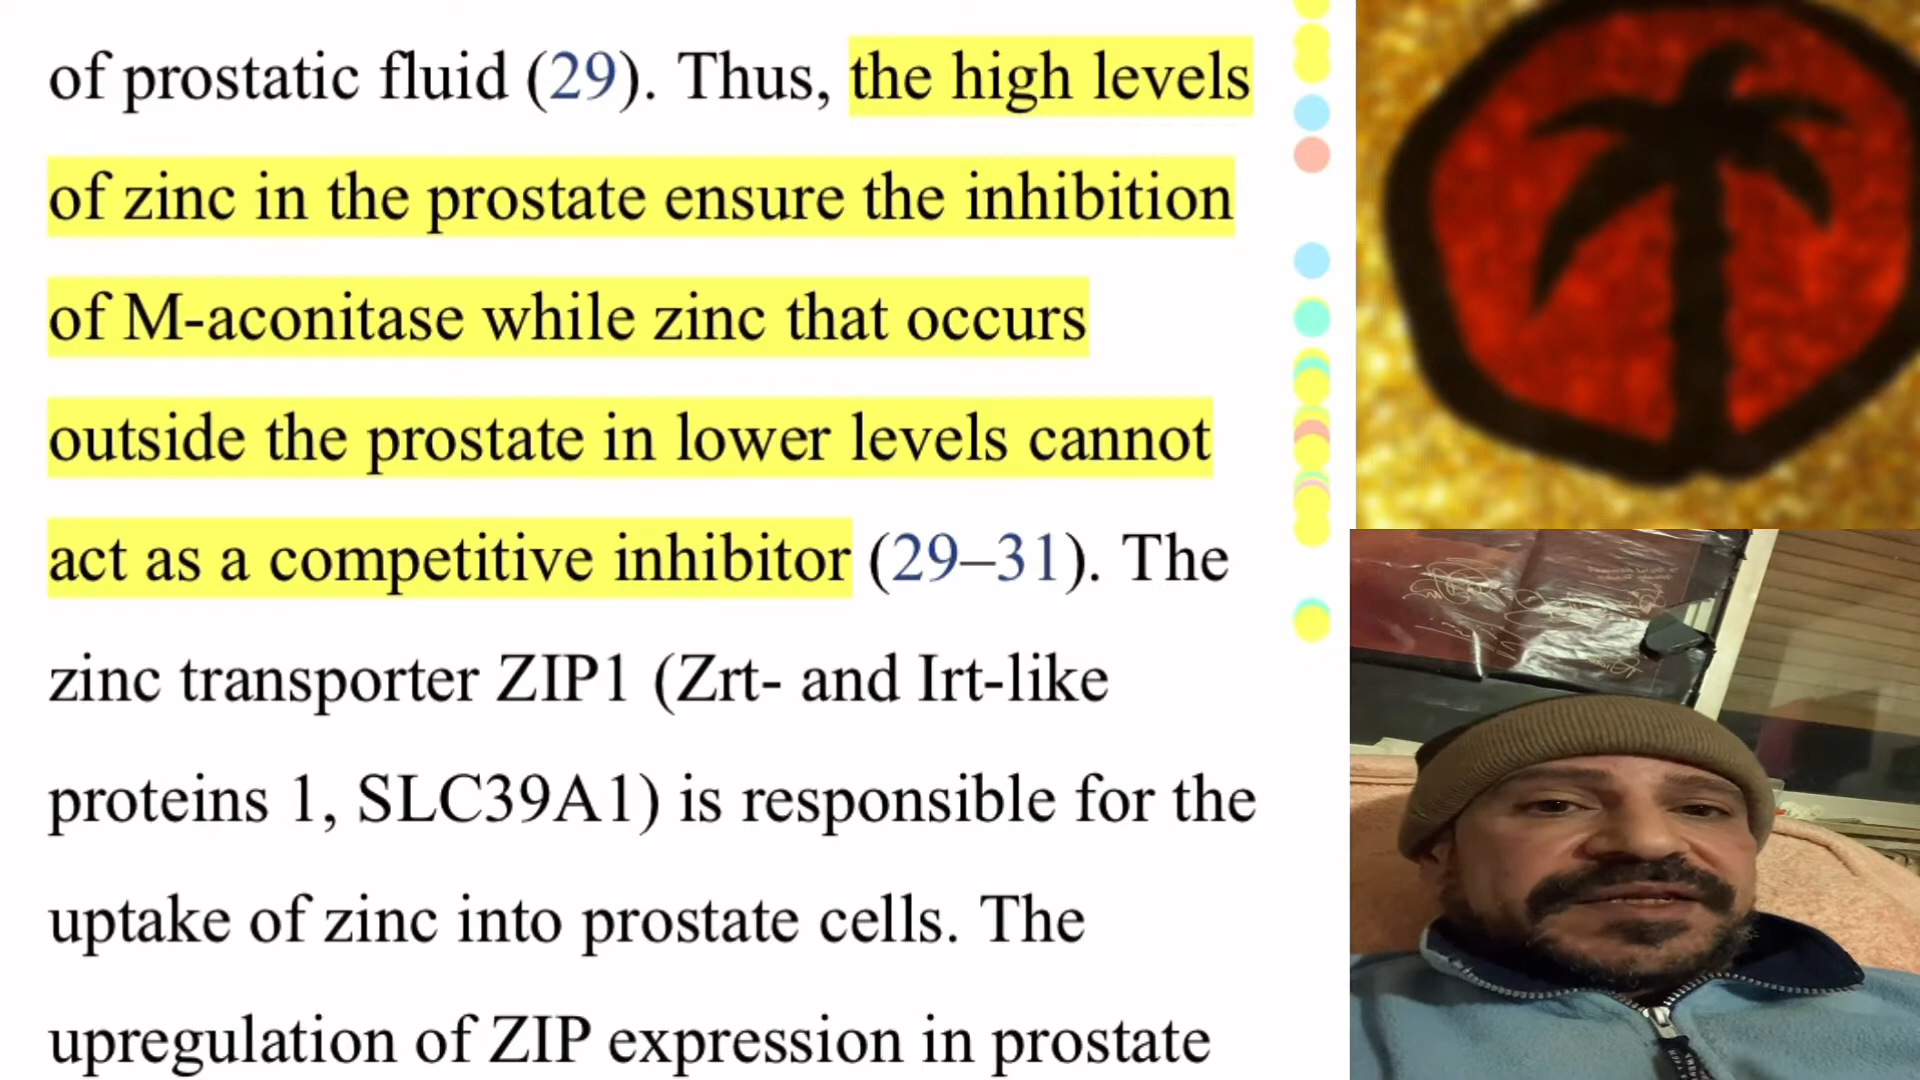 of prostatic fluid (29). Thus, the high levels
of zinc in the prostate ensure the inhibition
of M-aconitase while zinc that occurs
outside the prostate in lower levels cannot
act as a competitive inhibitor (29–31). The
zinc transporter ZIP1 (Zrt- and Irt-like
proteins 1, SLC39A1) is responsible for the
uptake of zinc into prostate cells. The
upregulation of ZIP expression in prostate